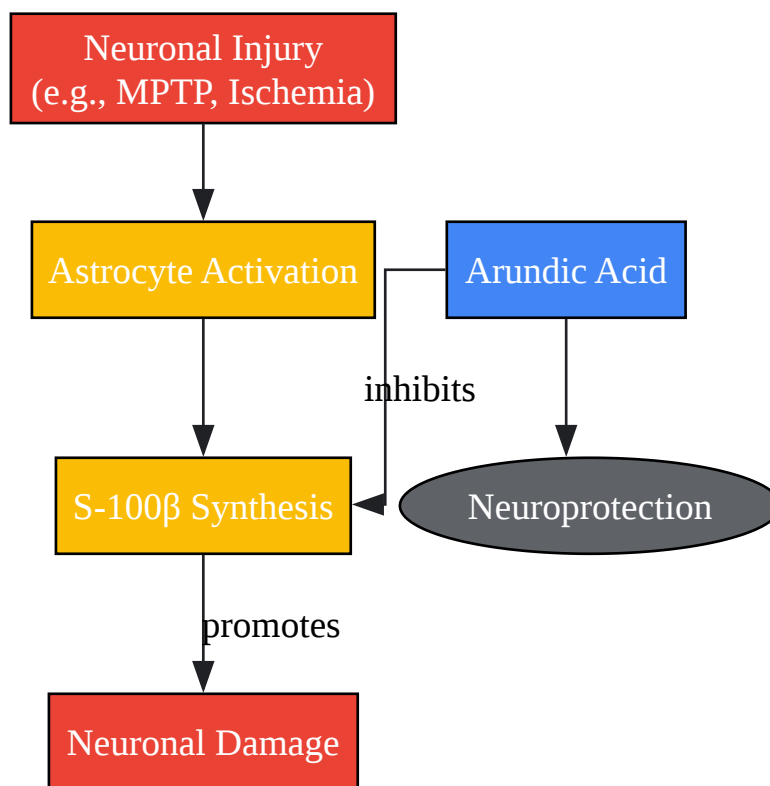 Neuronal Injury
(e.g., MPTP, Ischemia)
Astrocyte Activation
Arundic Acid
inhibits
S-100β Synthesis
Neuroprotection
promotes
Neuronal Damage